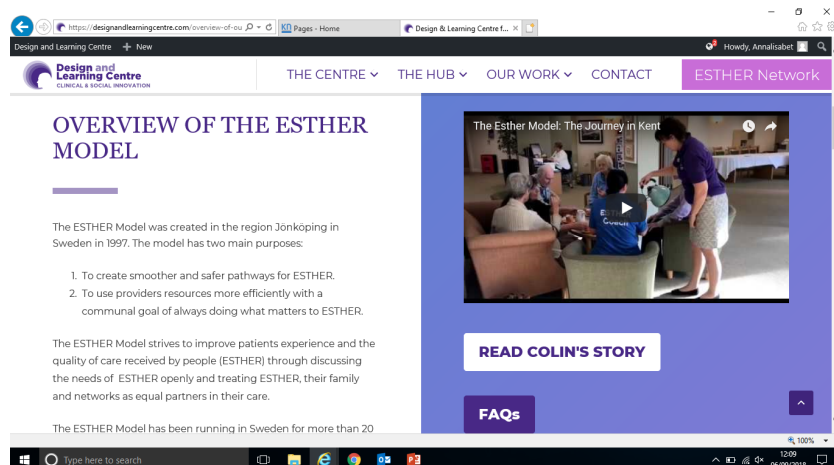 https://designandlearningcentre.com/overview-of-ou
KD Pages - Home
Design & Learning Centre f...
Design and Learning Centre
+ New
Howdy, Annalisabet
Design and
Learning Centre
CLINICAL & SOCIAL INNOVATION
THE CENTRE
THE HUB
OUR WORK
CONTACT
ESTHER Network
OVERVIEW OF THE ESTHER
MODEL
The ESTHER Model was created in the region Jönköping in
Sweden in 1997. The model has two main purposes:
1. To create smoother and safer pathways for ESTHER.
2. To use providers resources more efficiently with a
communal goal of always doing what matters to ESTHER.
The ESTHER Model strives to improve patients experience and the
quality of care received by people (ESTHER) through discussing
the needs of ESTHER openly and treating ESTHER, their family
and networks as equal partners in their care.
The ESTHER Model has been running in Sweden for more than 20
The Esther Model: The Journey in Kent
ESTHER
Coach
READ COLIN'S STORY
FAQs
100%
Type here to search
12:09
06/09/2018